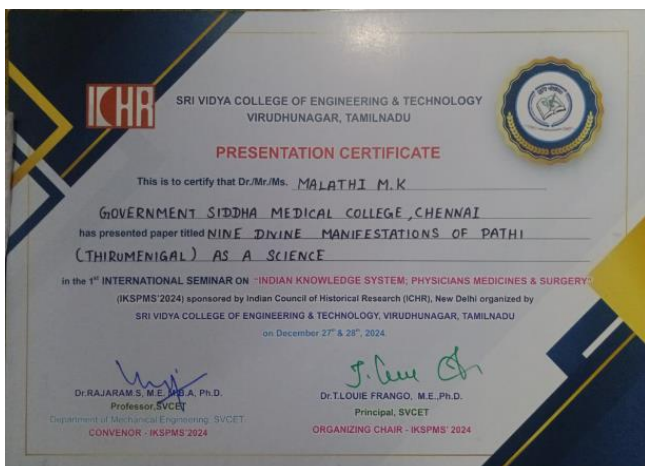 ICHR
SRI VIDYA COLLEGE OF ENGINEERING & TECHNOLOGY
VIRUDHUNAGAR, TAMILNADU
PRESENTATION CERTIFICATE
This is to certify that Dr./Mr./Ms. MALATHI M.K
GOVERNMENT SIDDHA MEDICAL COLLEGE, CHENNAI
has presented paper titled NINE DIVINE MANIFESTATIONS OF PATHI
(THIRUMENIGAL) AS A SCIENCE
in the 1st INTERNATIONAL SEMINAR ON "INDIAN KNOWLEDGE SYSTEM; PHYSICIANS MEDICINES & SURGERY"
(IKSPMS'2024) sponsored by Indian Council of Historical Research (ICHR), New Delhi organized by
SRI VIDYA COLLEGE OF ENGINEERING & TECHNOLOGY, VIRUDHUNAGAR, TAMILNADU
on December 27th & 28th, 2024
Dr.RAJARAM.S, M.E, M.B.A, Ph.D.
Professor,SVCET
Department of Mechanical Engineering, SVCET
CONVENOR - IKSPMS'2024
Dr.T.LOUIE FRANGO, M.E.,Ph.D.
Principal, SVCET
ORGANIZING CHAIR - IKSPMS' 2024